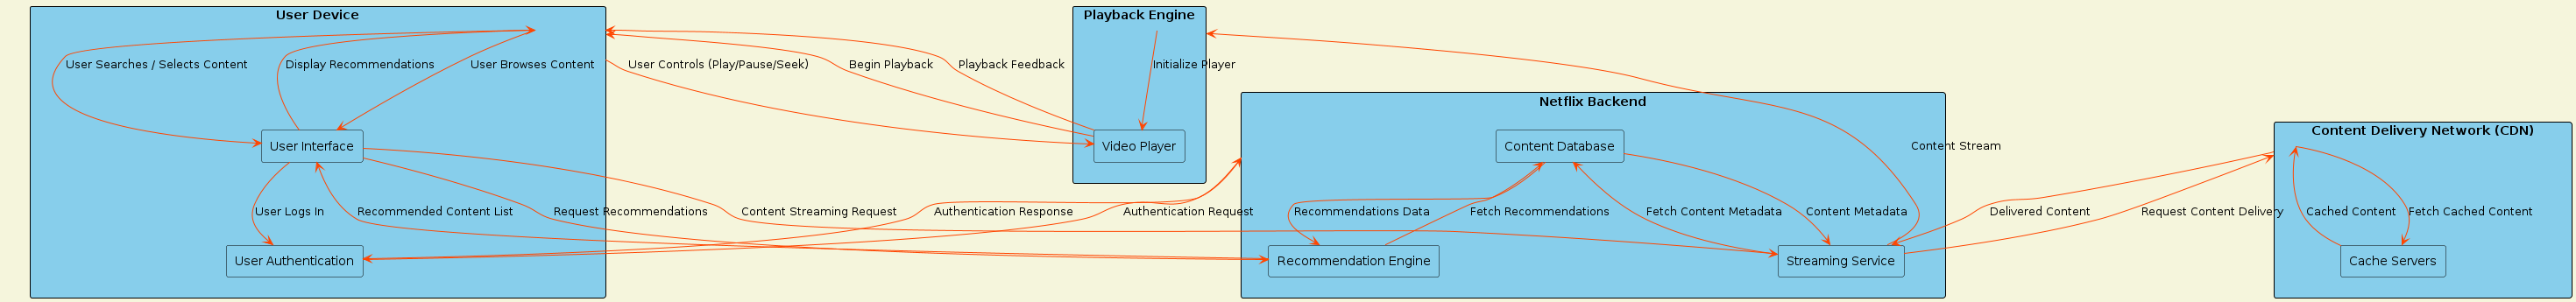 User Device
Playback Engine
User Searches / Selects Content
Display Recommendations
User Browses Content
User Controls (Play/Pause/Seek)
Begin Playback
Playback Feedback
Initialize Player
Netflix Backend
Content Delivery Network (CDN)
User Interface
Video Player
Content Database
Content Stream
User Logs In
Recommended Content List
Request Recommendations
Content Streaming Request
Authentication Response
Authentication Request
Recommendations Data
Fetch Recommendations
Fetch Content Metadata
Content Metadata
Delivered Content
Request Content Delivery
Cached Content
Fetch Cached Content
User Authentication
Recommendation Engine
Streaming Service
Cache Servers